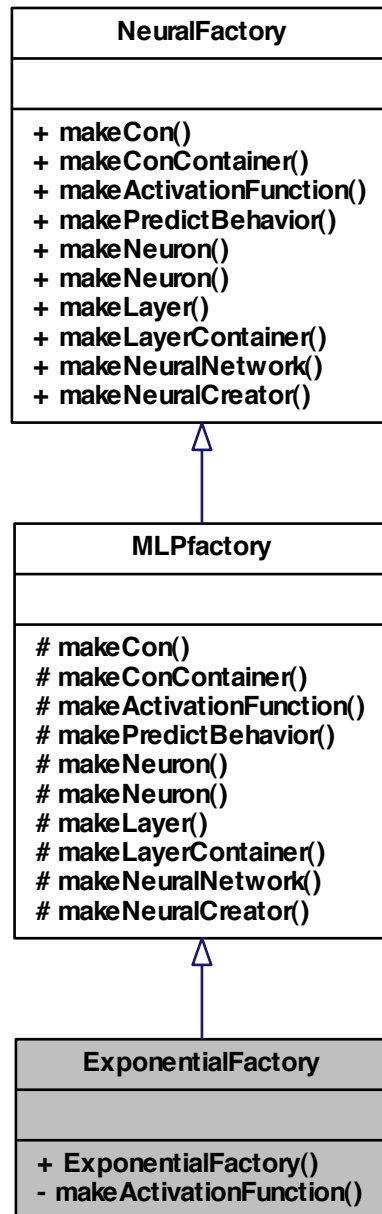 NeuralFactory
+ makeCon()
+ makeConContainer()
+ makeActivationFunction()
+ makePredictBehavior()
+ makeNeuron()
+ makeNeuron()
+ makeLayer()
+ makeLayerContainer()
+ makeNeuralNetwork()
+ makeNeuralCreator()
MLPfactory
# makeCon()
# makeConContainer()
# makeActivationFunction()
# makePredictBehavior()
# makeNeuron()
# makeNeuron()
# makeLayer()
# makeLayerContainer()
# makeNeuralNetwork()
# makeNeuralCreator()
ExponentialFactory
+ ExponentialFactory()
- makeActivationFunction()